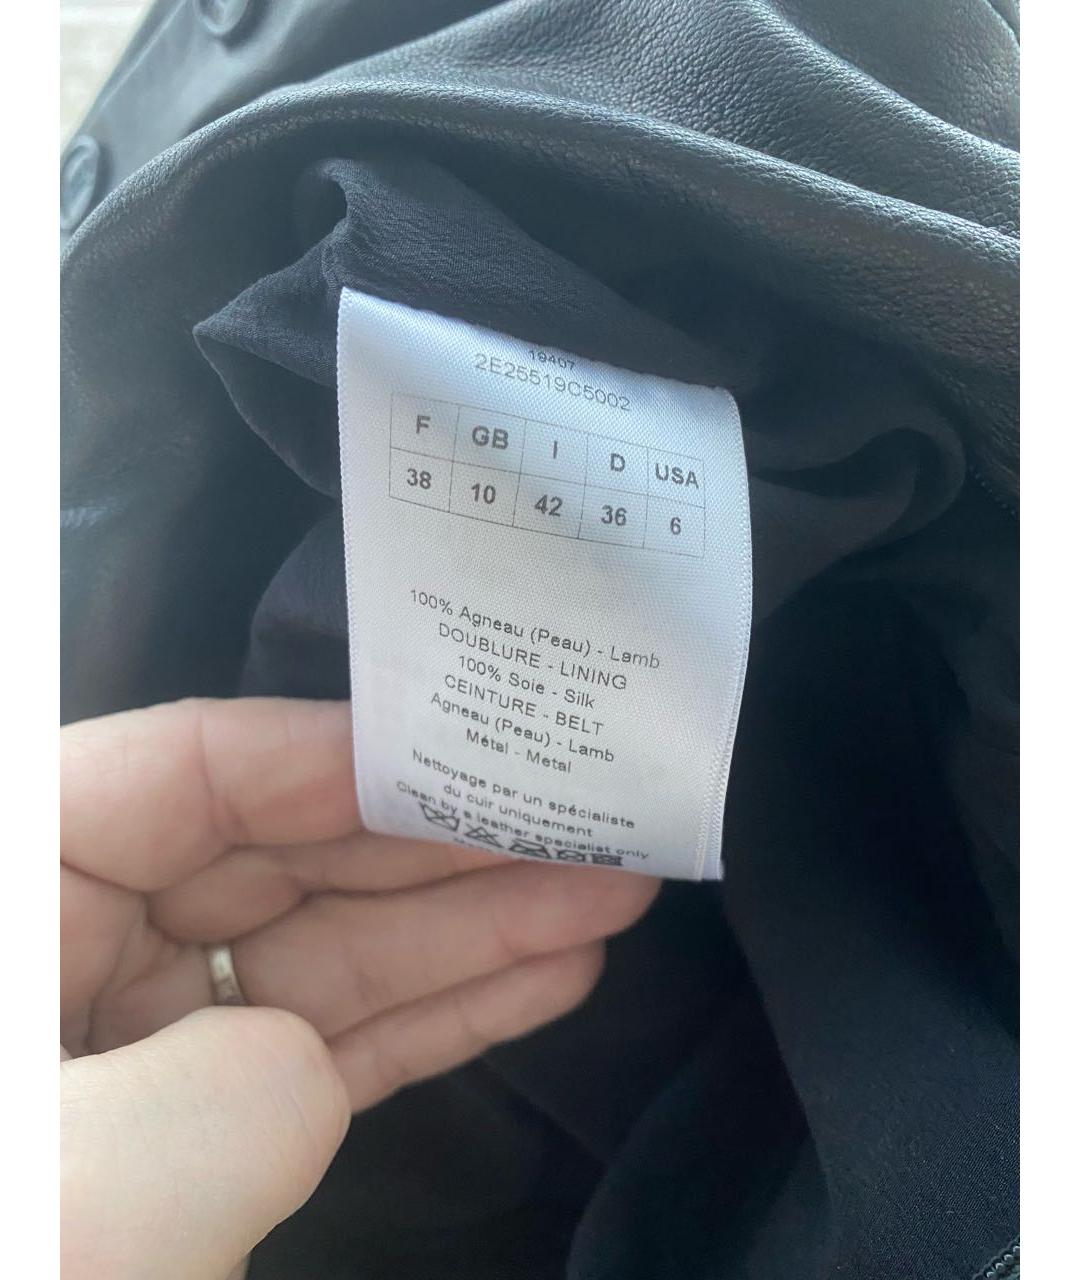 19407
2E25519C5002
F GB I D USA
38 10 42 36 6
100% Agneau (Peau) - Lamb
DOUBLURE - LINING
100% Soie - Silk
CEINTURE - BELT
Agneau (Peau) - Lamb
Métal - Metal
Nettoyage par un spécialiste
du cuir uniquement
Clean by a leather specialist only